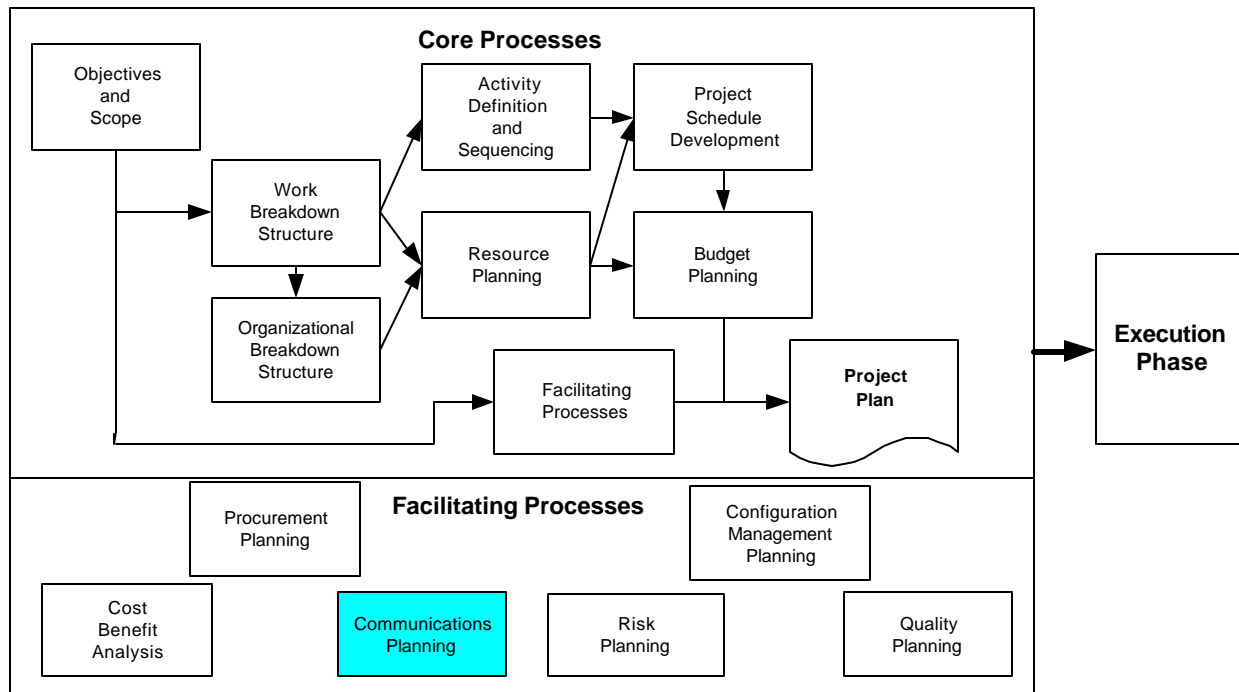 Core Processes
Objectives
and
Scope
Activity
Definition
and
Sequencing
Project
Schedule
Development
Work
Breakdown
Structure
Resource
Planning
Budget
Planning
Organizational
Breakdown
Structure
Facilitating
Processes
Project
Plan
Execution
Phase
Facilitating Processes
Procurement
Planning
Configuration
Management
Planning
Cost
Benefit
Analysis
Communications
Planning
Risk
Planning
Quality
Planning